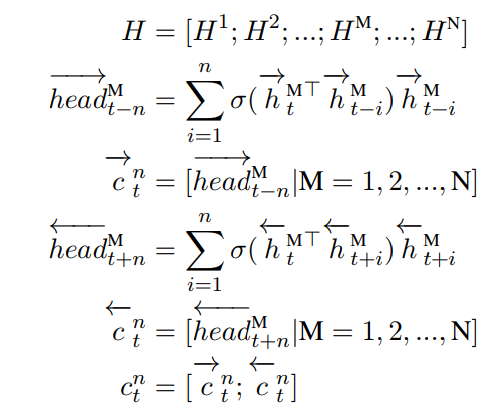 H = [H^1; H^2; ...; H^M; ...; H^N]
\overrightarrow{head}^M_{t-n} = \sum_{i=1}^{n} σ(\overrightarrow{h}^{M⊤}_t \overrightarrow{h}^M_{t-i}) \overrightarrow{h}^M_{t-i}
\overrightarrow{c}^n_t = [\overrightarrow{head}^M_{t-n}|M = 1, 2, ..., N]
\overleftarrow{head}^M_{t+n} = \sum_{i=1}^{n} σ(\overleftarrow{h}^{M⊤}_t \overleftarrow{h}^M_{t+i}) \overleftarrow{h}^M_{t+i}
\overleftarrow{c}^n_t = [\overleftarrow{head}^M_{t+n}|M = 1, 2, ..., N]
c^n_t = [\overrightarrow{c}^n_t; \overleftarrow{c}^n_t]